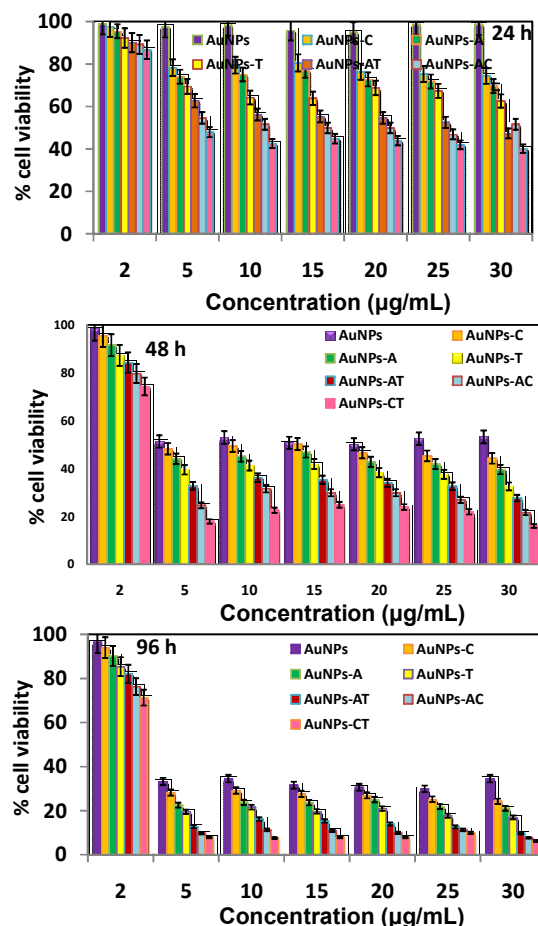 100
80
60
40
20
0
% cell viability
AuNPs AuNPs-C AuNPs-A 24 h
AuNPs-T AuNPs-AT AuNPs-AC
2 5 10 15 20 25 30
Concentration (µg/mL)
100
80
60
40
20
0
% cell viability
48 h
AuNPs AuNPs-C
AuNPs-A AuNPs-T
AuNPs-AT AuNPs-AC
AuNPs-CT
2 5 10 15 20 25 30
Concentration (µg/mL)
100
80
60
40
20
0
% cell viability
96 h
AuNPs AuNPs-C
AuNPs-A AuNPs-T
AuNPs-AT AuNPs-AC
AuNPs-CT
2 5 10 15 20 25 30
Concentration (µg/mL)